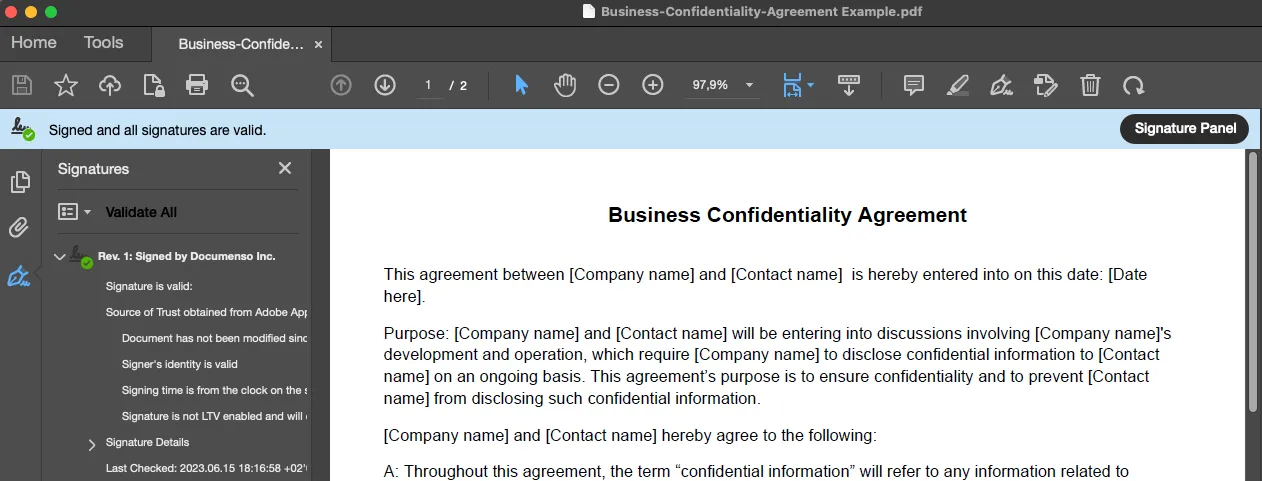 Business-Confidentiality-Agreement Example.pdf
Home Tools Business-Confide... ×
1 / 2 97,9%
Signed and all signatures are valid. Signature Panel
Signatures
Validate All
Rev. 1: Signed by Documenso Inc.
Signature is valid:
Source of Trust obtained from Adobe App
Document has not been modified sinc
Signer's identity is valid
Signing time is from the clock on the s
Signature is not LTV enabled and will
Signature Details
Last Checked: 2023.06.15 18:16:58 +02'
Business Confidentiality Agreement
This agreement between [Company name] and [Contact name]  is hereby entered into on this date: [Date
here].
Purpose: [Company name] and [Contact name] will be entering into discussions involving [Company name]'s
development and operation, which require [Company name] to disclose confidential information to [Contact
name] on an ongoing basis. This agreement’s purpose is to ensure confidentiality and to prevent [Contact
name] from disclosing such confidential information.
[Company name] and [Contact name] hereby agree to the following:
A: Throughout this agreement, the term “confidential information” will refer to any information related to